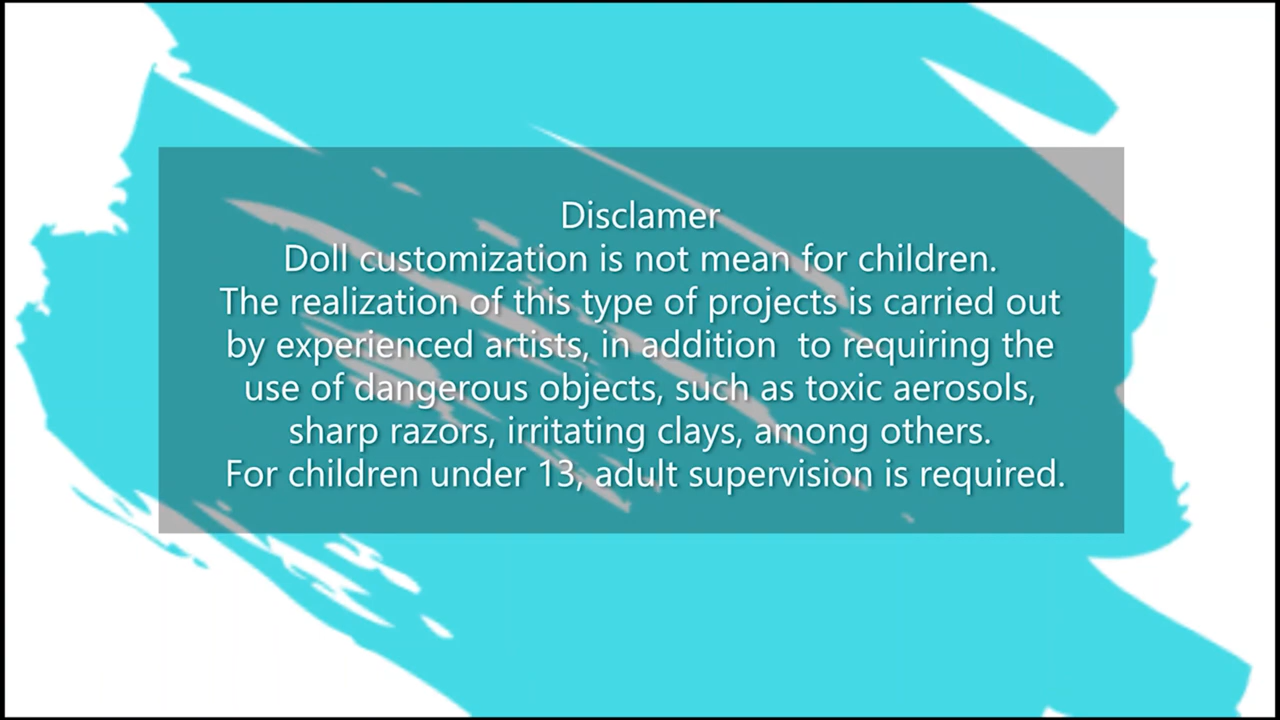 Disclamer
Doll customization is not mean for children.
The realization of this type of projects is carried out
by experienced artists, in addition  to requiring the
use of dangerous objects, such as toxic aerosols,
sharp razors, irritating clays, among others.
For children under 13, adult supervision is required.